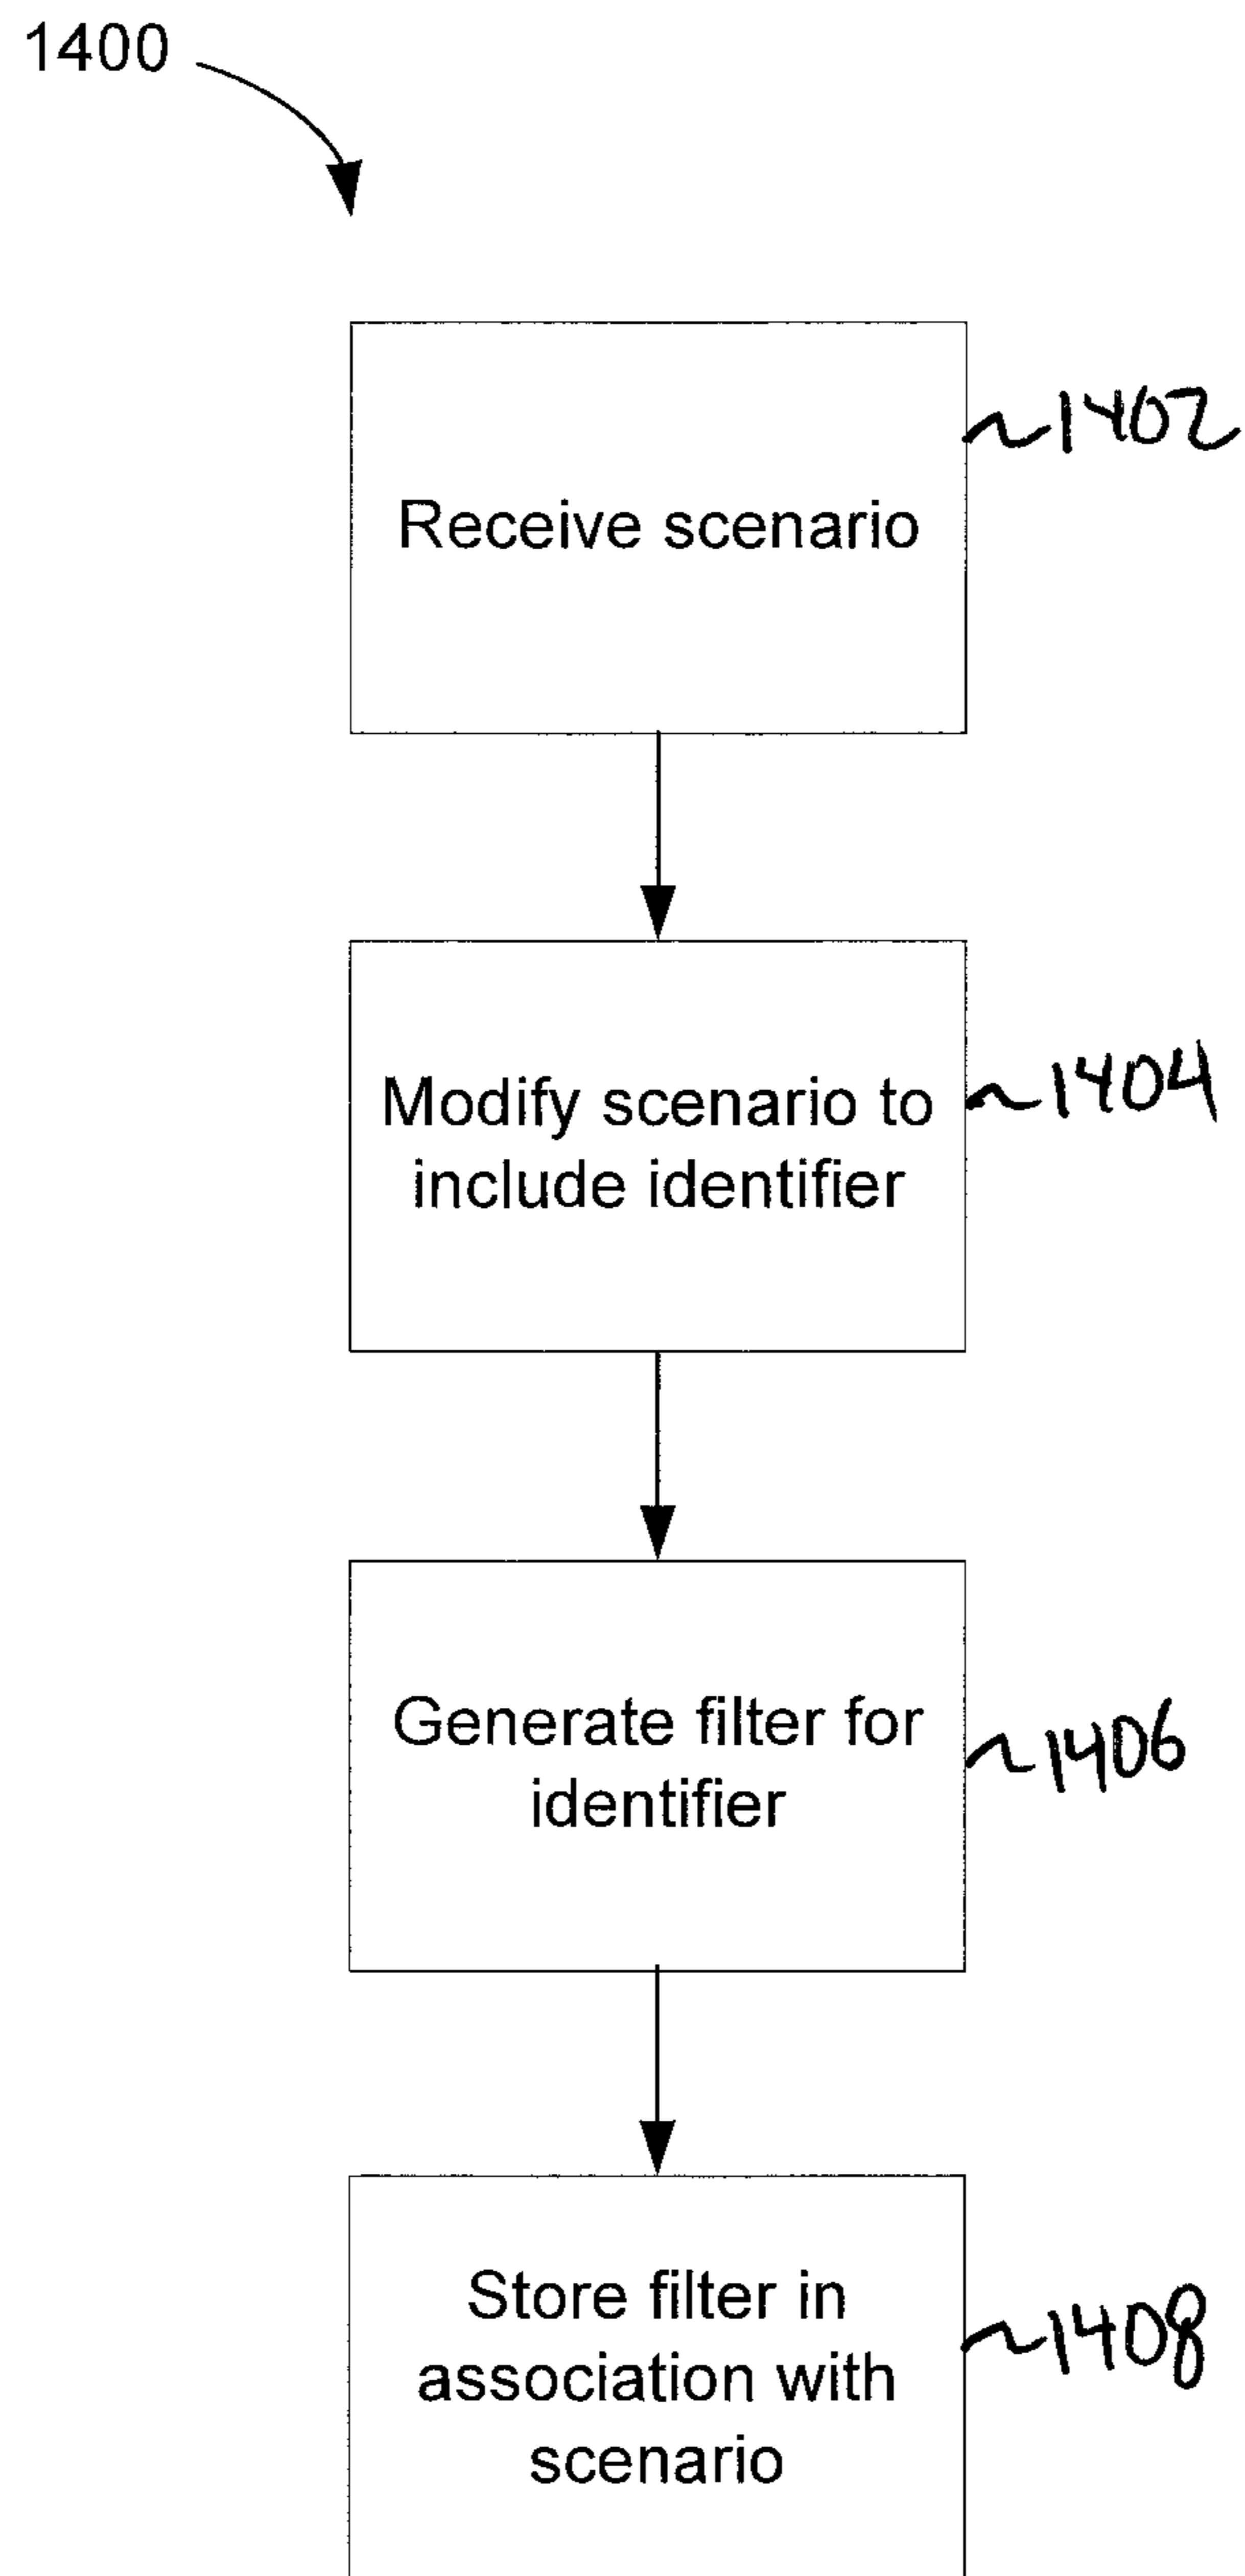 1400
1402
Receive scenario
1404
Modify scenario to
include identifier
1406
Generate filter for
identifier
1408
Store filter in
association with
scenario